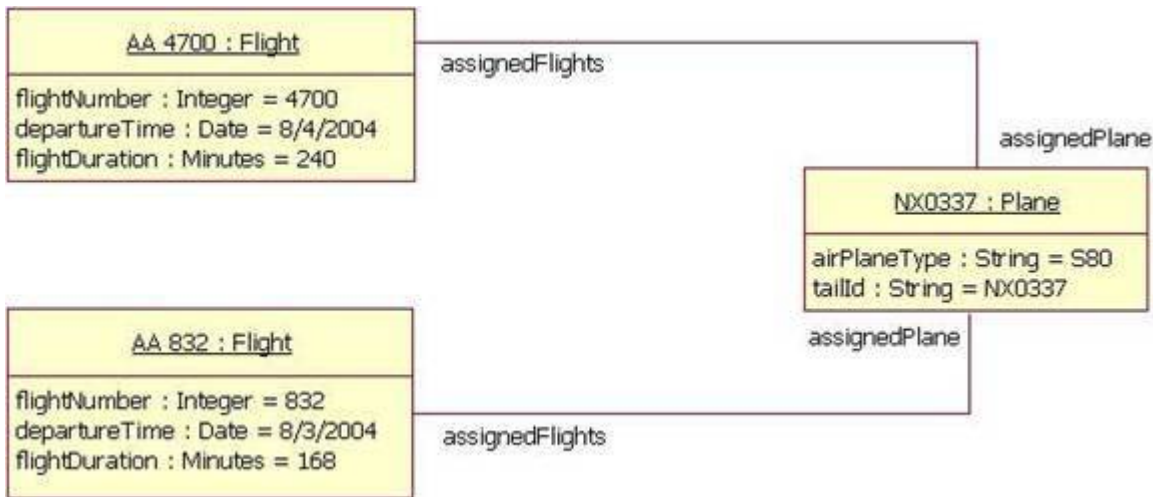 AA 4700 : Flight
flightNumber : Integer = 4700
departureTime : Date = 8/4/2004
flightDuration : Minutes = 240
assignedFlights
assignedPlane
NX0337 : Plane
airPlaneType : String = S80
tailId : String = NX0337
assignedPlane
AA 832 : Flight
flightNumber : Integer = 832
departureTime : Date = 8/3/2004
flightDuration : Minutes = 168
assignedFlights